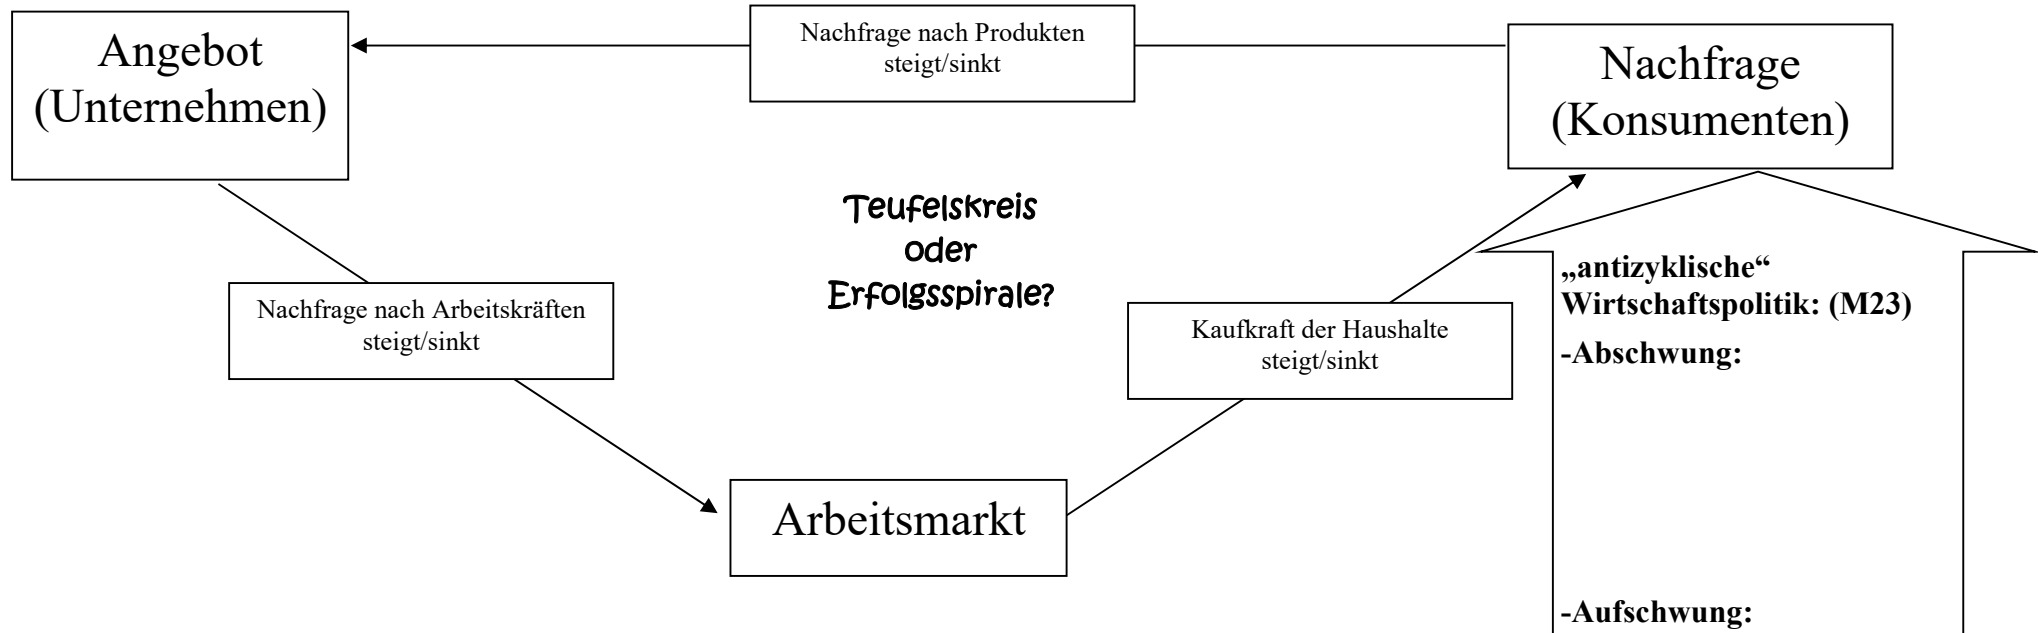 Angebot
(Unternehmen)
Nachfrage nach Produkten
steigt/sinkt
Nachfrage
(Konsumenten)
Teufelskreis
oder
Erfolgsspirale?
Nachfrage nach Arbeitskräften
steigt/sinkt
Kaufkraft der Haushalte
steigt/sinkt
Arbeitsmarkt
„antizyklische“
Wirtschaftspolitik: (M23)
-Abschwung:
-Aufschwung: